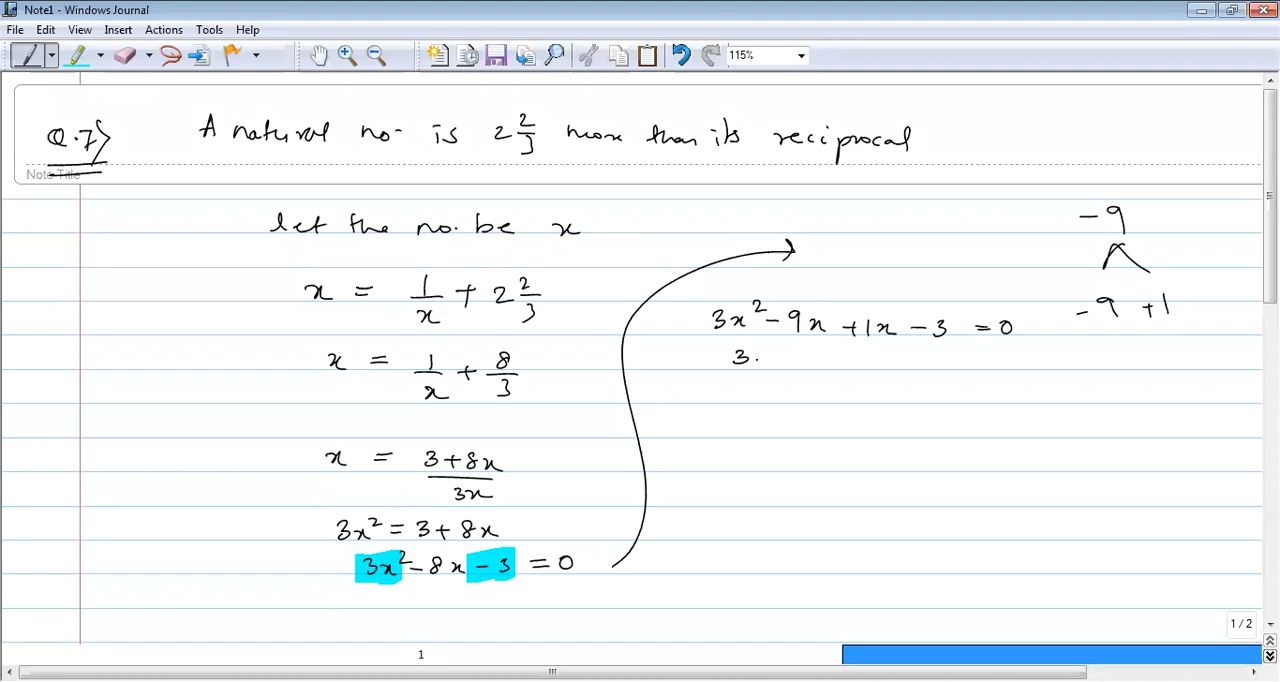 Note1 - Windows Journal
File Edit View Insert Actions Tools Help
115%
Q.7) A natural no. is 2 2/3 more than its reciprocal
Note Title
let the no. be x
x = 1/x + 2 2/3
x = 1/x + 8/3
x = (3+8x)/3x
3x² = 3+8x
3x² - 8x - 3 = 0
3x² - 9x + 1x - 3 = 0
3.
-9
-9 +1
1 / 2
1